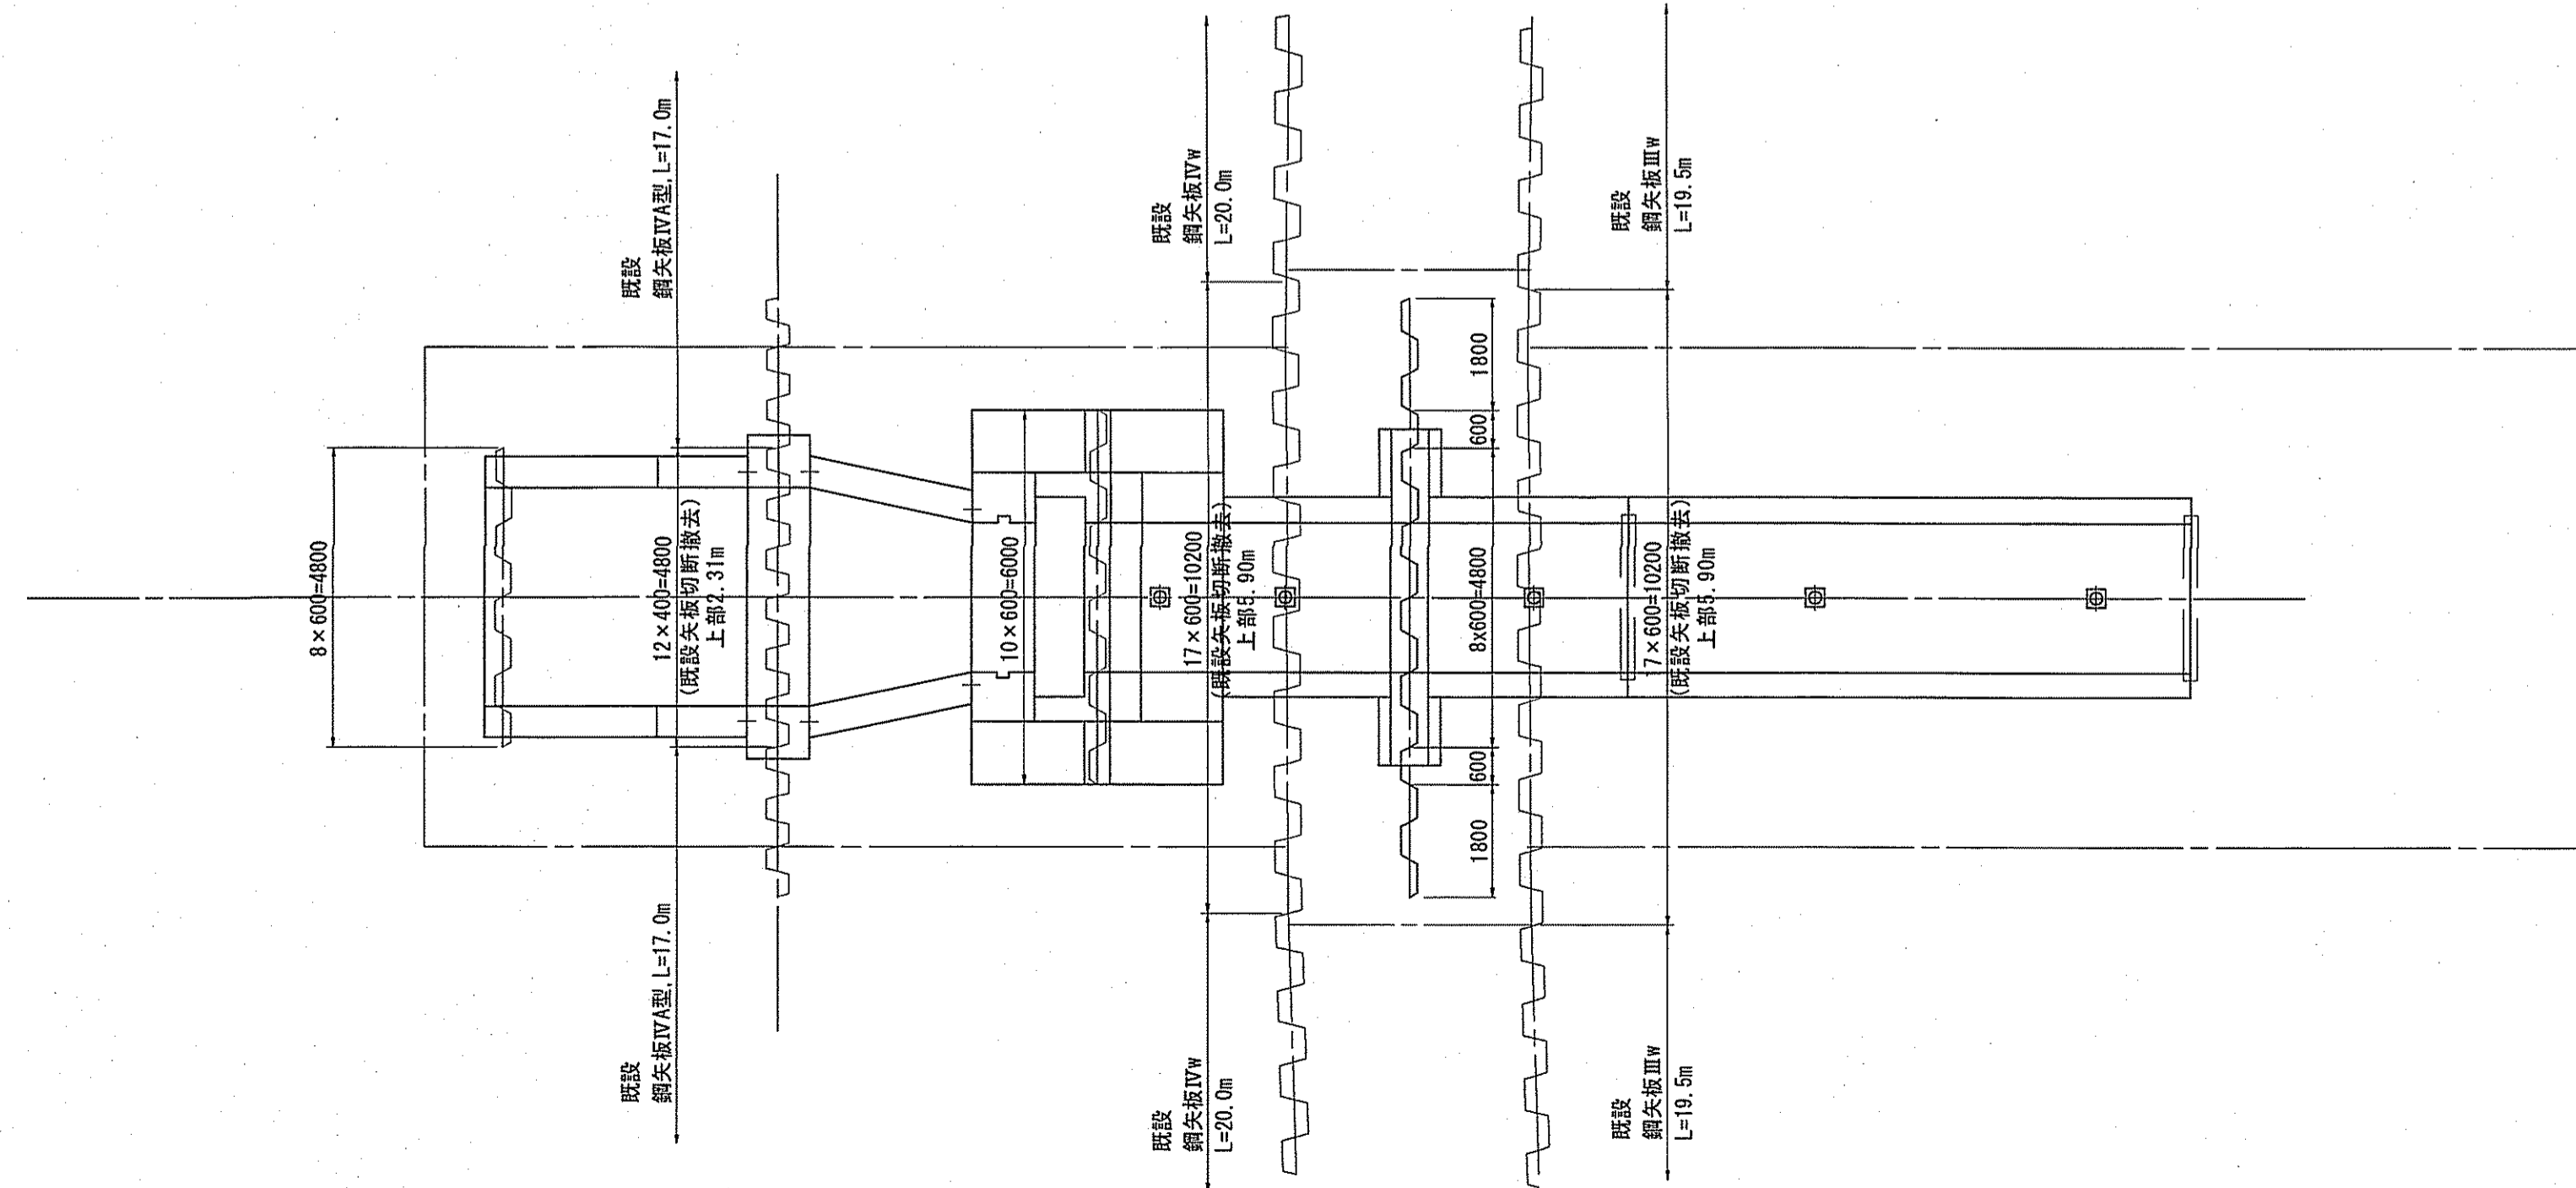 既設
鋼矢板ⅣA型, L=17.0m
既設
鋼矢板Ⅳw
L=20.0m
既設
鋼矢板Ⅲw
L=19.5m
8×600=4800
12×400=4800
(既設矢板切断撤去)
上部2.31m
10×600=6000
17×600=10200
(既設矢板切断撤去)
上部5.90m
1800
600
8x600=4800
600
1800
17×600=10200
(既設矢板切断撤去)
上部5.90m
既設
鋼矢板ⅣA型, L=17.0m
既設
鋼矢板Ⅳw
L=20.0m
既設
鋼矢板Ⅲw
L=19.5m